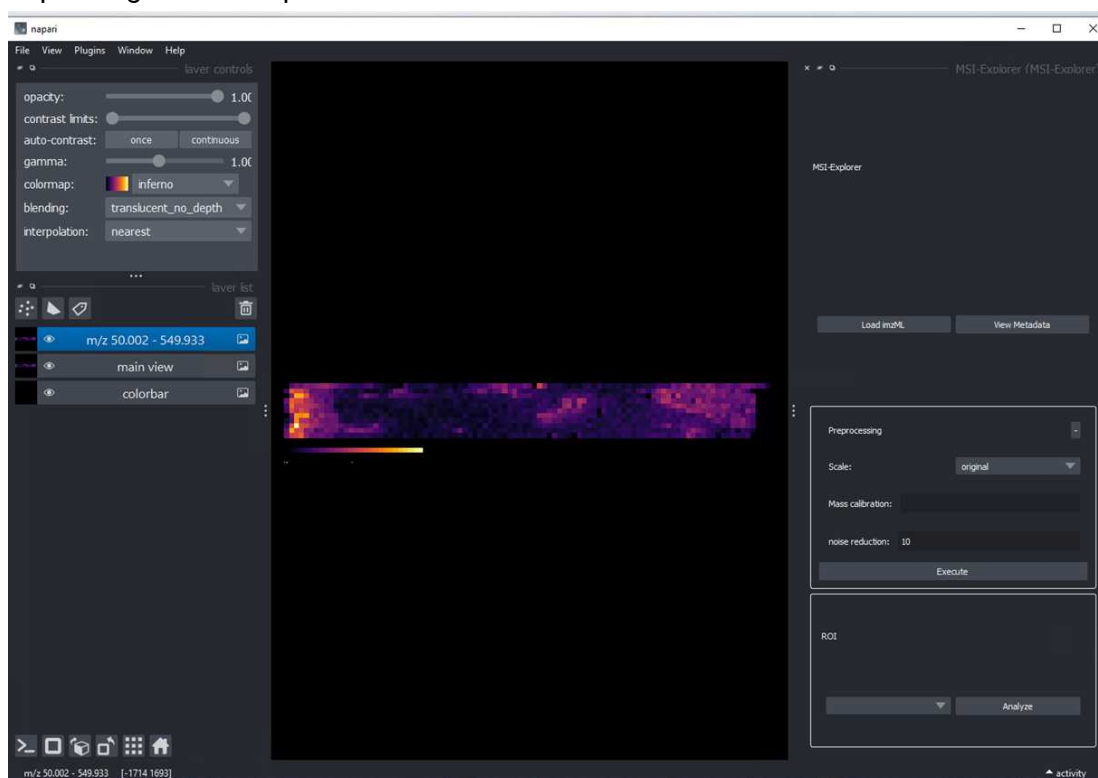 napari
File View Plugins Window Help
layer controls
opacity: 1.00
contrast limits:
auto-contrast: once continuous
gamma: 1.00
colormap: inferno
blending: translucent_no_depth
interpolation: nearest
layer list
m/z 50.002 - 549.933
main view
colorbar
m/z 50.002 - 549.933 [-1714 1693]
MSI-Explorer (MSI-Explorer)
MSI-Explorer
Load imzML View Metadata
Preprocessing -
Scale: original
Mass calibration:
noise reduction: 10
Execute
ROI
Analyze
activity